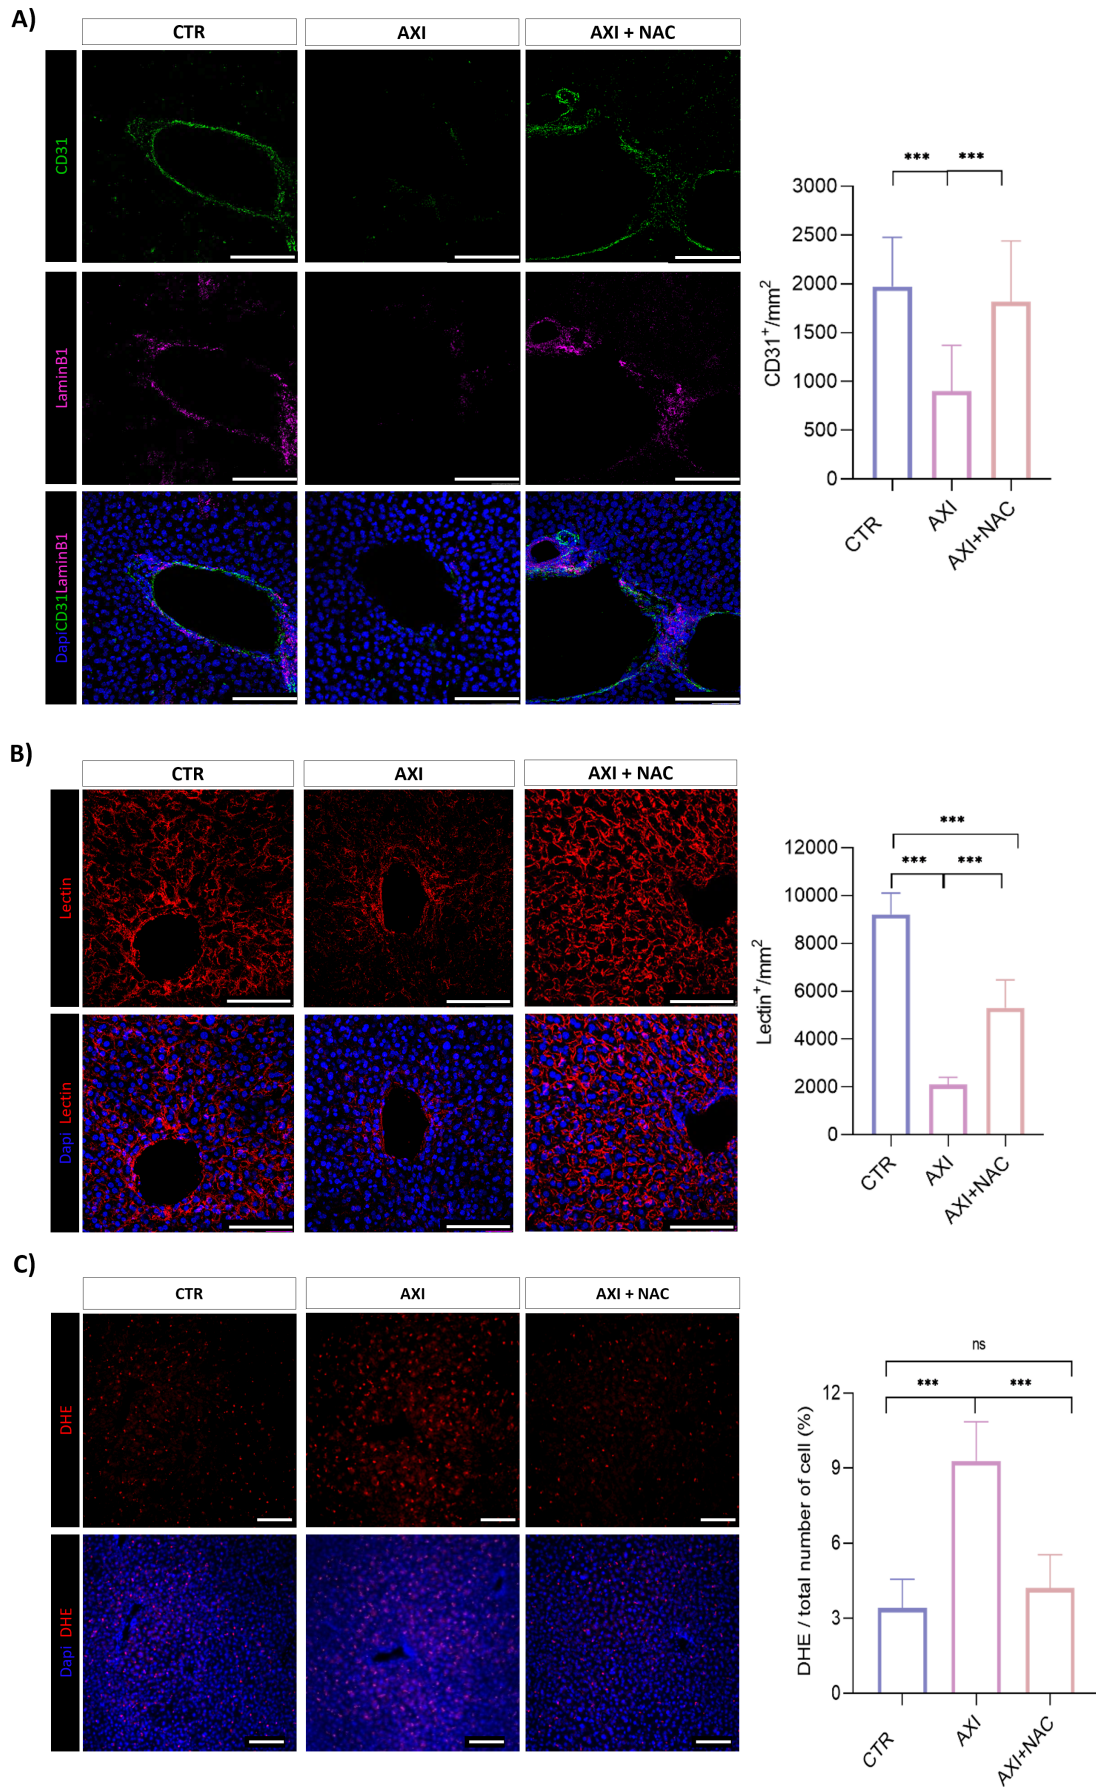 A)
CTR AXI AXI + NAC
CD31
LaminB1
DapiCD31LaminB1
*** ***
3000
2500
2000
1500
1000
500
0
CD31+/mm2
CTR AXI AXI+NAC
B)
CTR AXI AXI + NAC
Lectin
Dapi Lectin
***
*** ***
12000
10000
8000
6000
4000
2000
0
Lectin+/mm2
CTR AXI AXI+NAC
C)
CTR AXI AXI + NAC
DHE
Dapi DHE
ns
*** ***
12
9
6
3
0
DHE / total number of cell (%)
CTR AXI AXI+NAC